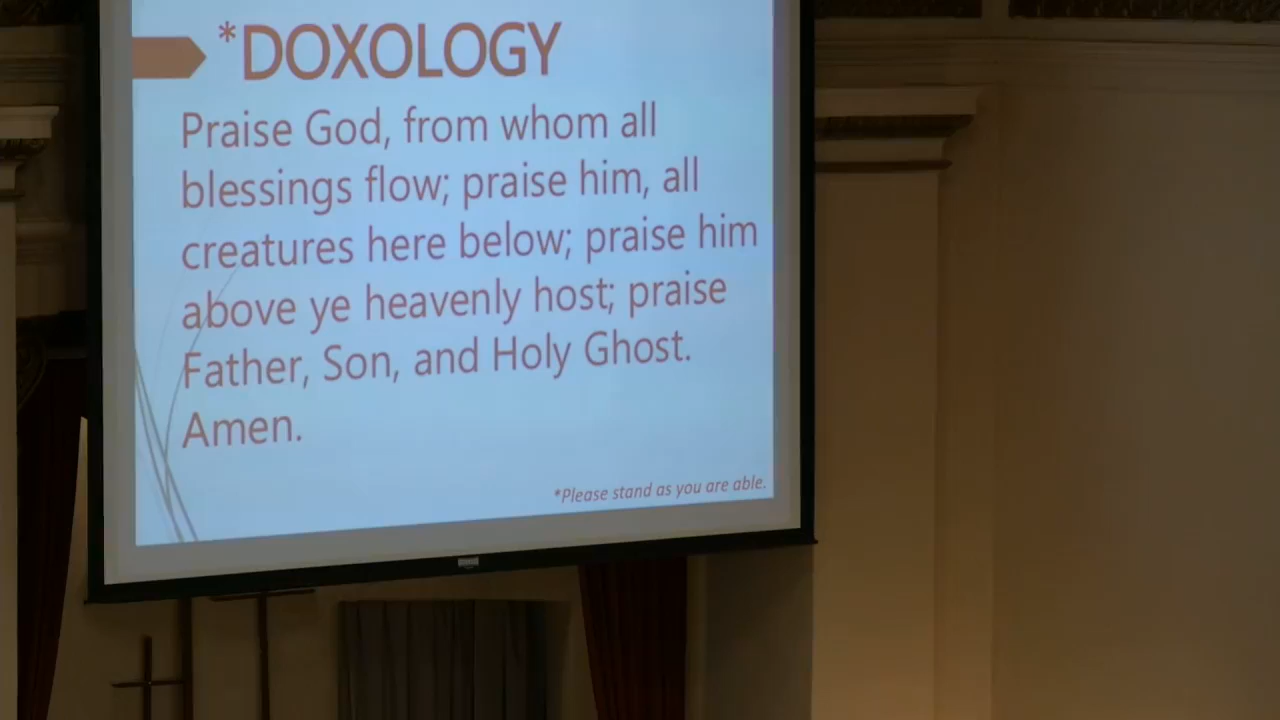 *DOXOLOGY
Praise God, from whom all
blessings flow; praise him, all
creatures here below; praise him
above ye heavenly host; praise
Father, Son, and Holy Ghost.
Amen.
*Please stand as you are able.